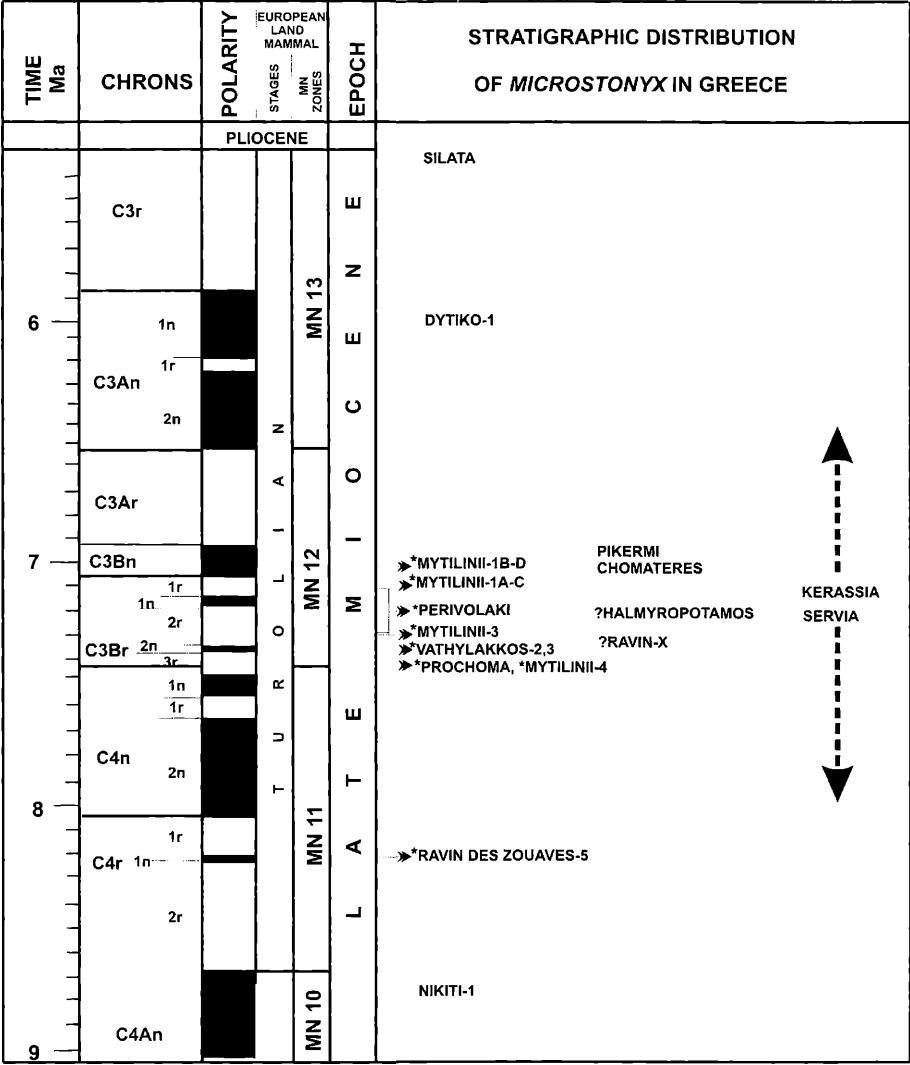 TIME
Ma
CHRONS
POLARITY
EUROPEAN
LAND
MAMMAL
STAGES
MN
ZONES
EPOCH
STRATIGRAPHIC DISTRIBUTION
OF MICROSTONYX IN GREECE
PLIOCENE
SILATA
C3r
MN 13
6
1n
DYTIKO-1
1r
C3An
2n
C3Ar
MN 12
7
C3Bn
*MYTILINII-1B-D
PIKERMI
CHOMATERES
1r
*MYTILINII-1A-C
1n
*PERIVOLAKI
?HALMYROPOTAMOS
KERASSIA
SERVIA
2r
*MYTILINII-3
2n
C3Br
*VATHYLAKKOS-2,3
?RAVIN-X
3r
*PROCHOMA, *MYTILINII-4
1n
1r
C4n
2n
TUROLIAN
LATE MIOCENE
8
MN 11
1r
C4r
1n
*RAVIN DES ZOUAVES-5
2r
NIKITI-1
MN 10
C4An
9